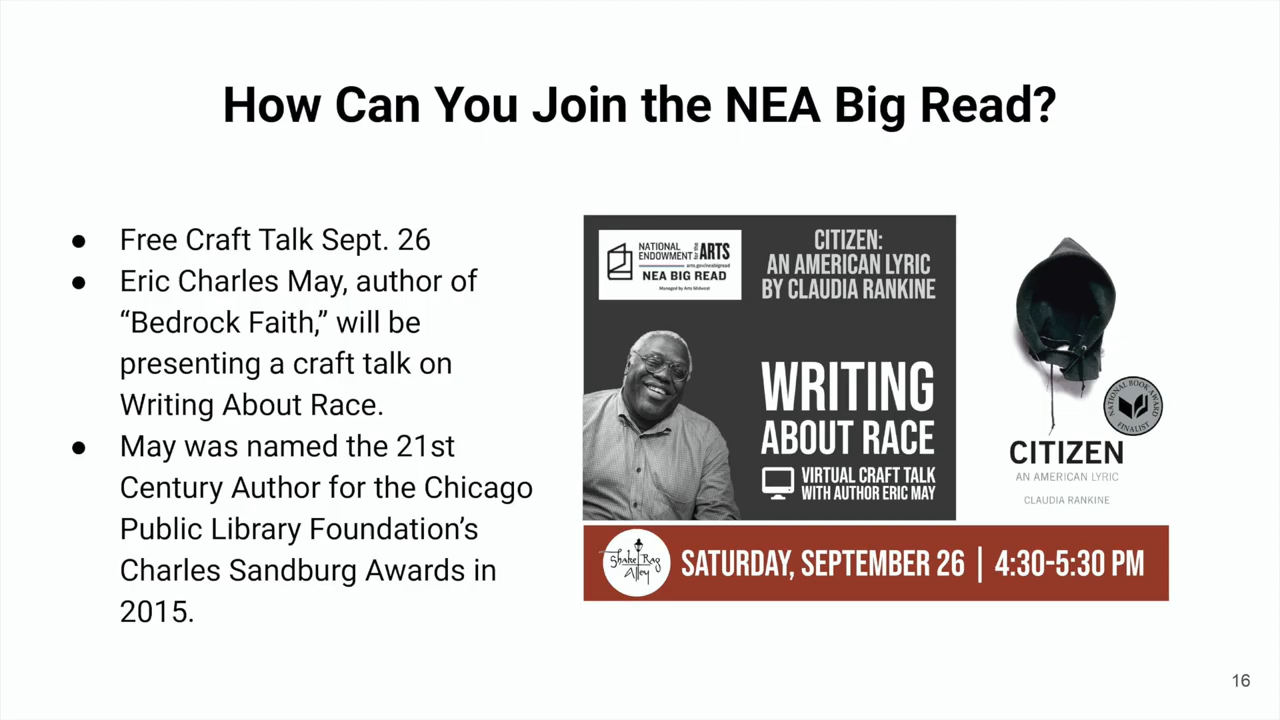 How Can You Join the NEA Big Read?
● Free Craft Talk Sept. 26
● Eric Charles May, author of
“Bedrock Faith,” will be
presenting a craft talk on
Writing About Race.
● May was named the 21st
Century Author for the Chicago
Public Library Foundation’s
Charles Sandburg Awards in
2015.
NATIONAL
ENDOWMENT for the ARTS
arts.gov/neabigread
NEA BIG READ
Managed by Arts Midwest
CITIZEN:
AN AMERICAN LYRIC
BY CLAUDIA RANKINE
WRITING
ABOUT RACE
VIRTUAL CRAFT TALK
WITH AUTHOR ERIC MAY
NATIONAL BOOK AWARD
FINALIST
CITIZEN
AN AMERICAN LYRIC
CLAUDIA RANKINE
Shake Rag
Alley
SATURDAY, SEPTEMBER 26 | 4:30-5:30 PM
16